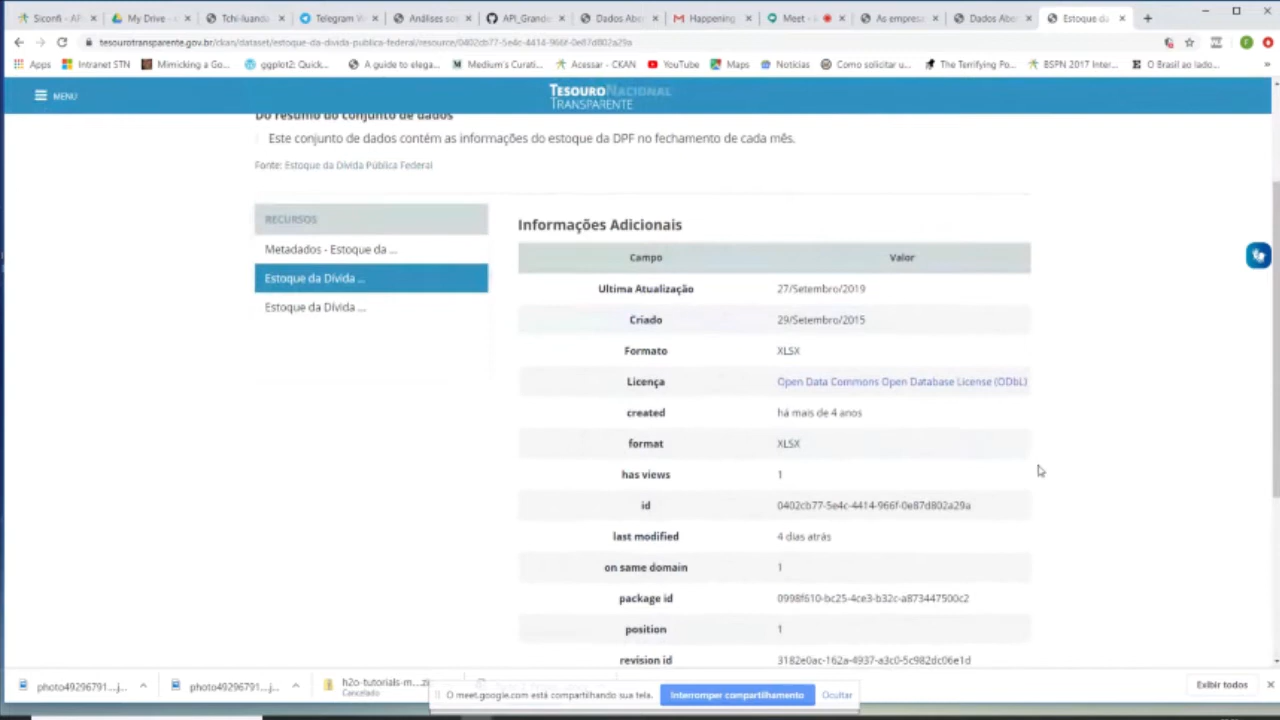 Siconfi - AP
My Drive -
Tchi-luanda
Telegram W
Análises so
API_Grande
Dados Aber
Happening
Meet -
As empresa
Dados Aber
Estoque da
tesourotransparente.gov.br/ckan/dataset/estoque-da-divida-publica-federal/resource/0402cb77-5e4c-4414-966f-0e87d802a29a
Apps
Intranet STN
Mimicking a Go...
ggplot2: Quick...
A guide to elega...
Medium's Curati...
Acessar - CKAN
YouTube
Maps
Notícias
Como solicitar u...
The Terrifying Po...
BSPN 2017 Inter...
O Brasil ao lado...
»
MENU
TESOURO NACIONAL
TRANSPARENTE
Do resumo do conjunto de dados
Este conjunto de dados contém as informações do estoque da DPF no fechamento de cada mês.
Fonte: Estoque da Dívida Pública Federal
RECURSOS
Metadados - Estoque da ...
Estoque da Dívida ...
Estoque da Dívida ...
Informações Adicionais
Campo Valor
Ultima Atualização 27/Setembro/2019
Criado 29/Setembro/2015
Formato XLSX
Licença Open Data Commons Open Database License (ODbL)
created há mais de 4 anos
format XLSX
has views 1
id 0402cb77-5e4c-4414-966f-0e87d802a29a
last modified 4 dias atrás
on same domain 1
package id 0998f610-bc25-4ce3-b32c-a873447500c2
position 1
revision id 3182e0ac-162a-4937-a3c0-5c982dc06e1d
photo49296791....j...
photo49296791....j...
h2o-tutorials-m....zi
Cancelado
O meet.google.com está compartilhando sua tela.
Interromper compartilhamento
Ocultar
Exibir todos